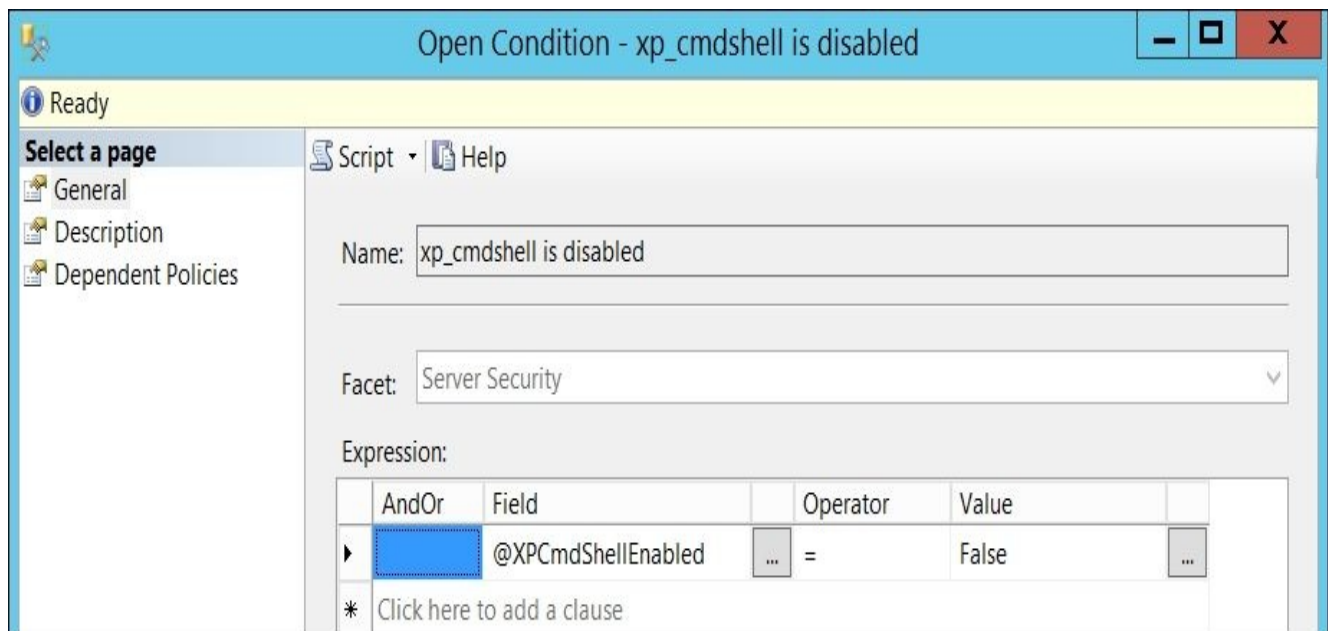 Open Condition - xp_cmdshell is disabled
X
Ready
Select a page
General
Description
Dependent Policies
Script Help
Name: xp_cmdshell is disabled
Facet: Server Security
Expression:
AndOr Field Operator Value
@XPCmdShellEnabled ... = False ...
* Click here to add a clause